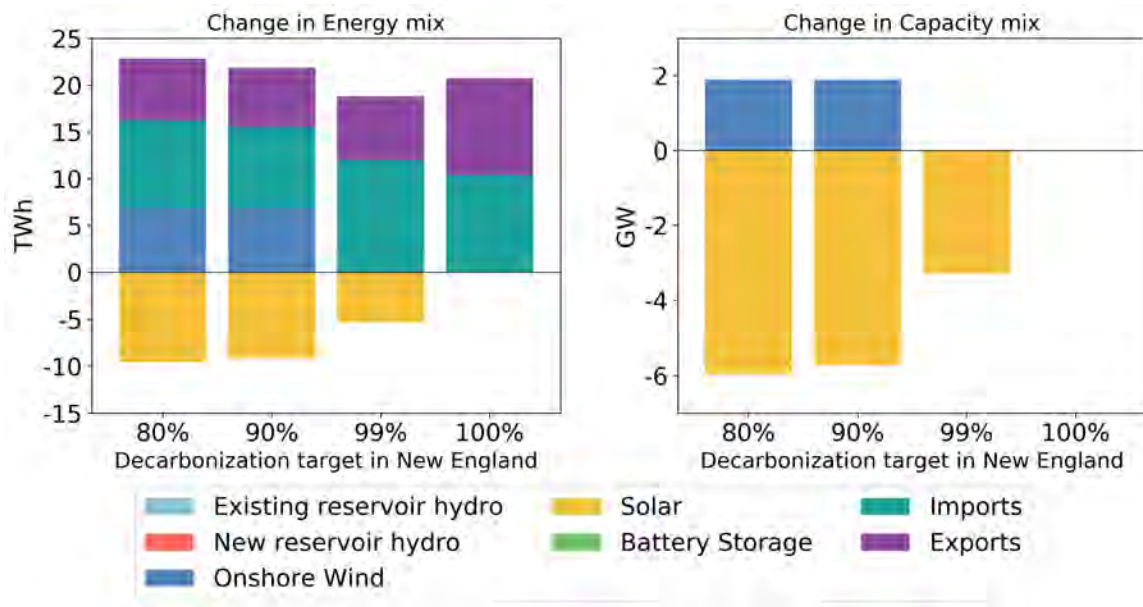 Change in Energy mix
25
20
15
10
5
0
-5
-10
-15
TWh
80% 90% 99% 100%
Decarbonization target in New England
Change in Capacity mix
2
0
-2
-4
-6
GW
80% 90% 99% 100%
Decarbonization target in New England
Existing reservoir hydro
New reservoir hydro
Onshore Wind
Solar
Battery Storage
Imports
Exports